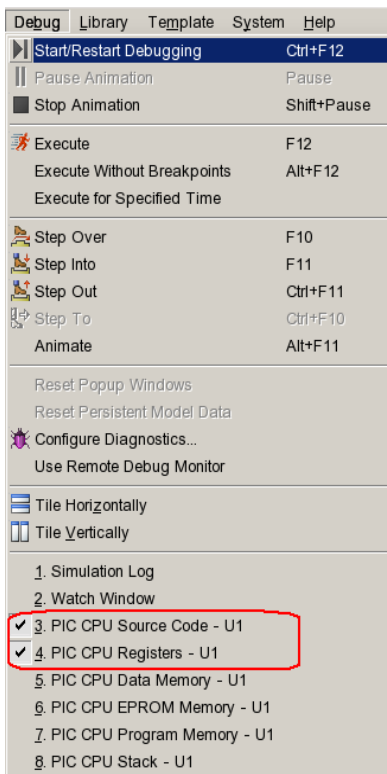 Debug Library Template System Help
Start/Restart Debugging Ctrl+F12
Pause Animation Pause
Stop Animation Shift+Pause
Execute F12
Execute Without Breakpoints Alt+F12
Execute for Specified Time
Step Over F10
Step Into F11
Step Out Ctrl+F11
Step To Ctrl+F10
Animate Alt+F11
Reset Popup Windows
Reset Persistent Model Data
Configure Diagnostics...
Use Remote Debug Monitor
Tile Horizontally
Tile Vertically
1. Simulation Log
2. Watch Window
3. PIC CPU Source Code - U1
4. PIC CPU Registers - U1
5. PIC CPU Data Memory - U1
6. PIC CPU EPROM Memory - U1
7. PIC CPU Program Memory - U1
8. PIC CPU Stack - U1